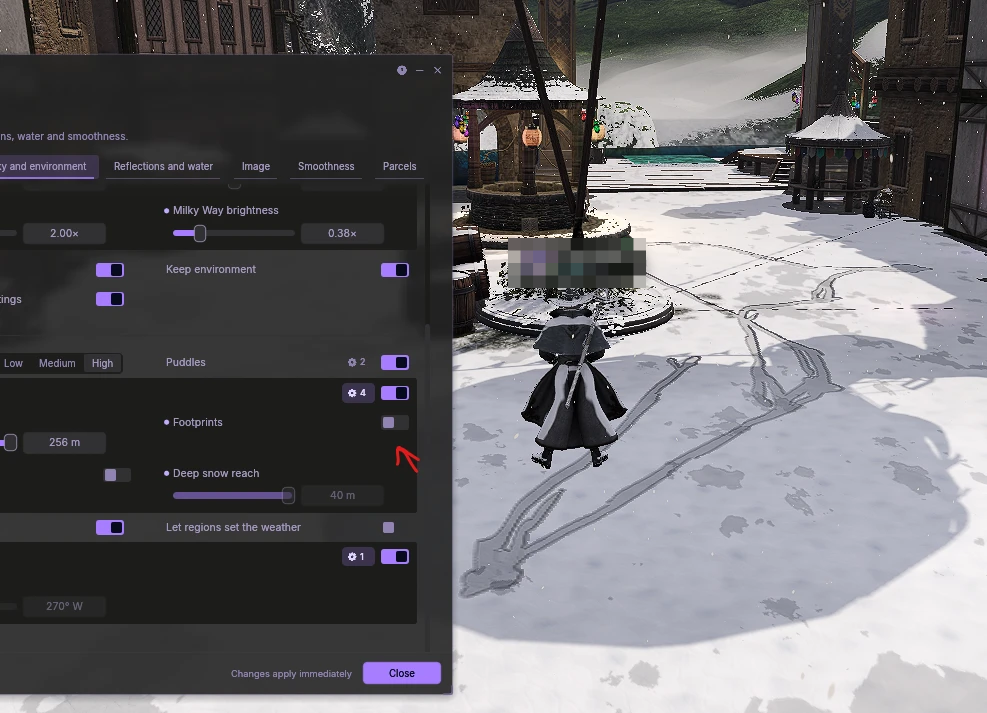 ns, water and smoothness.
ky and environment Reflections and water Image Smoothness Parcels
Milky Way brightness
2.00× 0.38×
Keep environment
tings
Low Medium High Puddles 2
4
Footprints
256 m
Deep snow reach
40 m
Let regions set the weather
1
270° W
Changes apply immediately Close